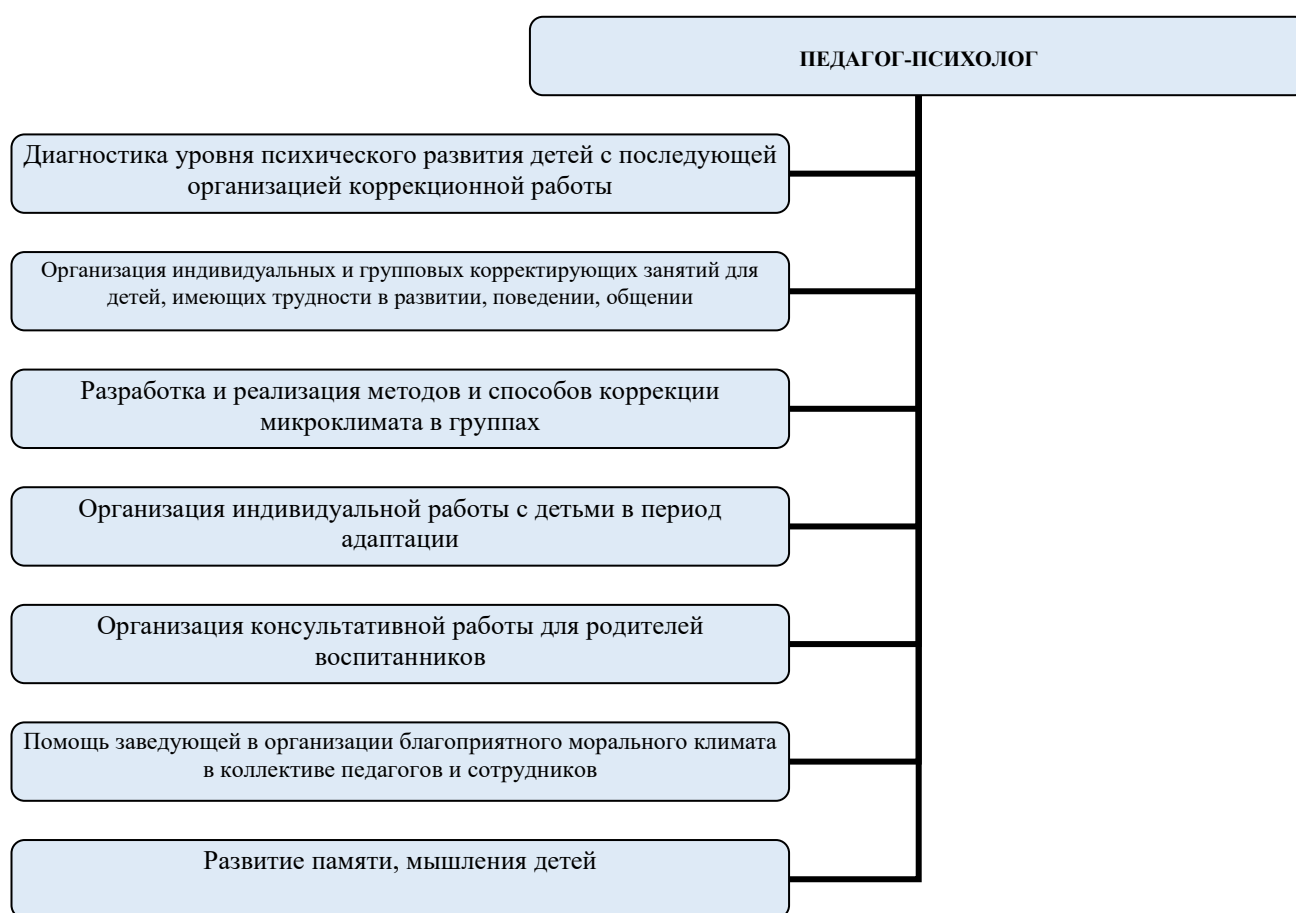 ПЕДАГОГ-ПСИХОЛОГ
Диагностика уровня психического развития детей с последующей
организацией коррекционной работы
Организация индивидуальных и групповых корректирующих занятий для
детей, имеющих трудности в развитии, поведении, общении
Разработка и реализация методов и способов коррекции
микроклимата в группах
Организация индивидуальной работы с детьми в период
адаптации
Организация консультативной работы для родителей
воспитанников
Помощь заведующей в организации благоприятного морального климата
в коллективе педагогов и сотрудников
Развитие памяти, мышления детей